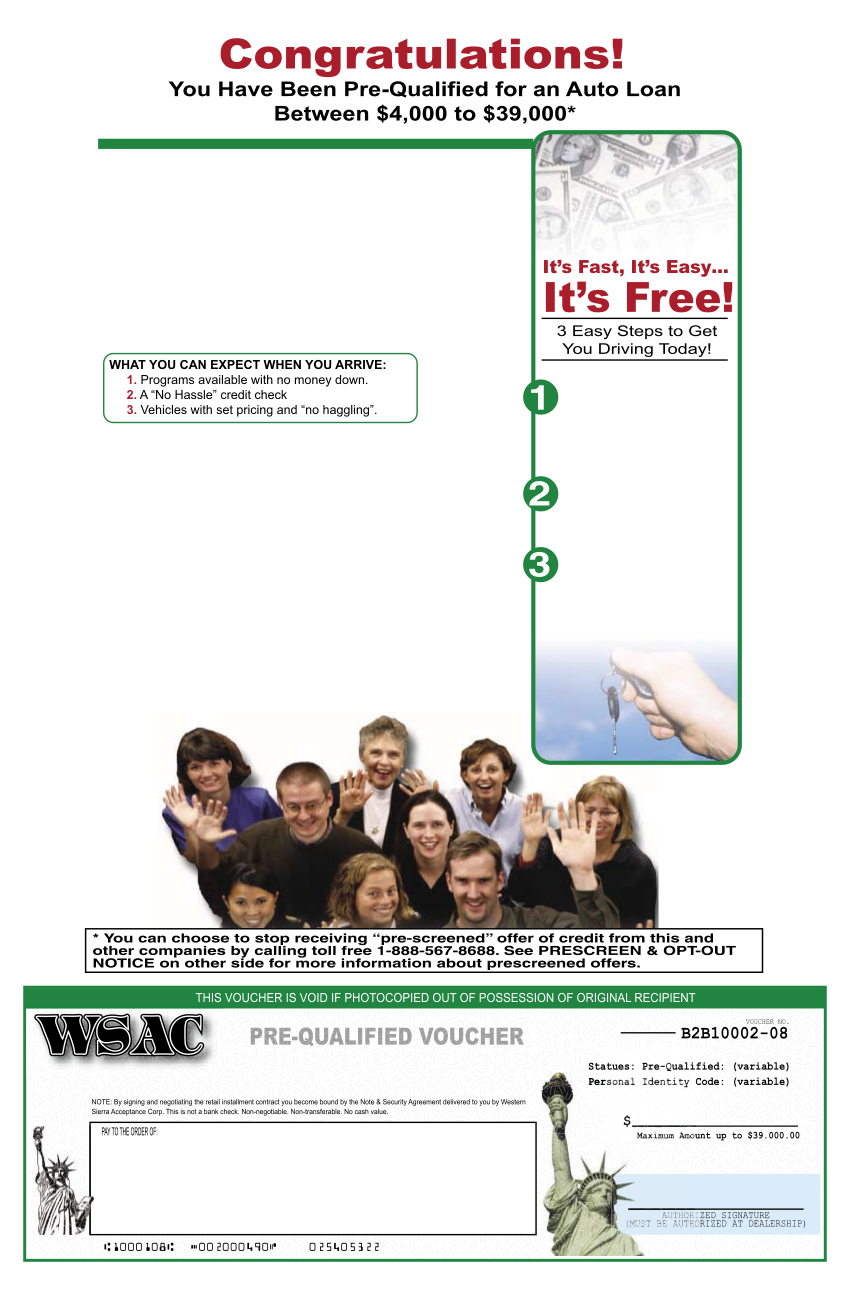 Congratulations!
You Have Been Pre-Qualified for an Auto Loan
Between $4,000 to $39,000*
It's Fast, It's Easy...
It's Free!
3 Easy Steps to Get
You Driving Today!
WHAT YOU CAN EXPECT WHEN YOU ARRIVE:
1. Programs available with no money down.
2. A “No Hassle” credit check
3. Vehicles with set pricing and “no haggling”.
1
2
3
* You can choose to stop receiving “pre-screened” offer of credit from this and
other companies by calling toll free 1-888-567-8688. See PRESCREEN & OPT-OUT
NOTICE on other side for more information about prescreened offers.
THIS VOUCHER IS VOID IF PHOTOCOPIED OUT OF POSSESSION OF ORIGINAL RECIPIENT
WSAC
PRE-QUALIFIED VOUCHER
VOUCHER NO.
B2B10002-08
Statues: Pre-Qualified: (variable)
Personal Identity Code: (variable)
NOTE: By signing and negotiating the retail installment contract you become bound by the Note & Security Agreement delivered to you by Western
Sierra Acceptance Corp. This is not a bank check. Non-negotiable. Non-transferable. No cash value.
$
Maximum Amount up to $39.000.00
PAY TO THE ORDER OF:
AUTHORIZED SIGNATURE
(MUST BE AUTHORIZED AT DEALERSHIP)
⑆1000108⑆ ⑈002000490⑈ 025405322